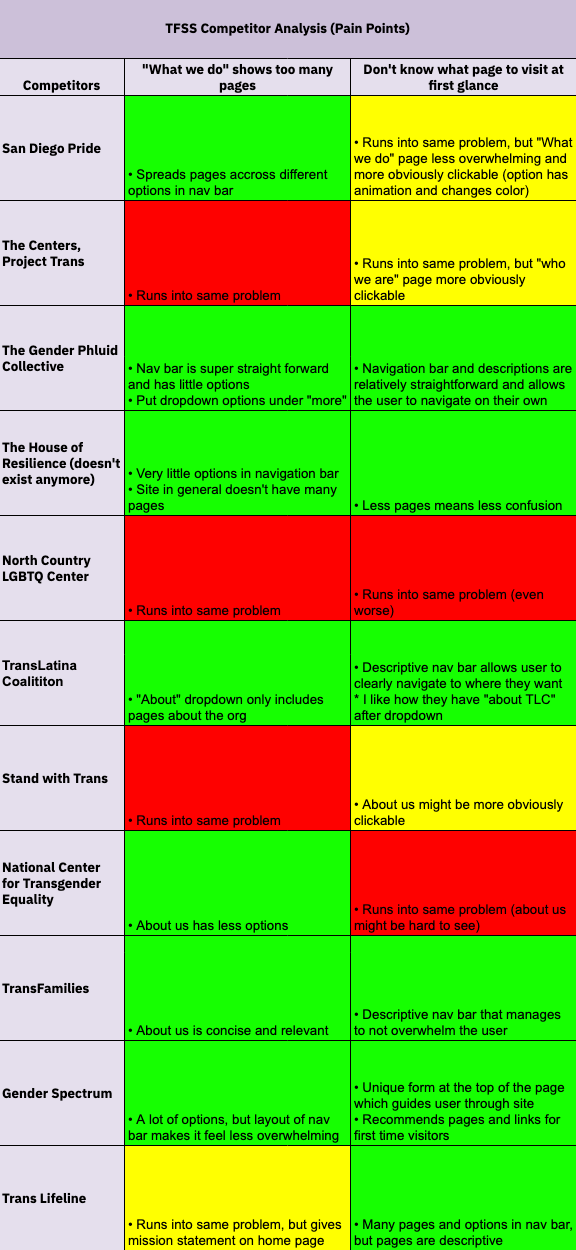 TFSS Competitor Analysis (Pain Points)
Competitors
"What we do" shows too many
pages
Don't know what page to visit at
first glance
San Diego Pride
• Spreads pages accross different
options in nav bar
• Runs into same problem, but "What
we do" page less overwhelming and
more obviously clickable (option has
animation and changes color)
The Centers,
Project Trans
• Runs into same problem
• Runs into same problem, but "who
we are" page more obviously
clickable
The Gender Phluid
Collective
• Nav bar is super straight forward
and has little options
• Put dropdown options under "more"
• Navigation bar and descriptions are
relatively straightforward and allows
the user to navigate on their own
The House of
Resilience (doesn't
exist anymore)
• Very little options in navigation bar
• Site in general doesn't have many
pages
• Less pages means less confusion
North Country
LGBTQ Center
• Runs into same problem
• Runs into same problem (even
worse)
TransLatina
Coalititon
• "About" dropdown only includes
pages about the org
• Descriptive nav bar allows user to
clearly navigate to where they want
* I like how they have "about TLC"
after dropdown
Stand with Trans
• Runs into same problem
• About us might be more obviously
clickable
National Center
for Transgender
Equality
• About us has less options
• Runs into same problem (about us
might be hard to see)
TransFamilies
• About us is concise and relevant
• Descriptive nav bar that manages
to not overwhelm the user
Gender Spectrum
• A lot of options, but layout of nav
bar makes it feel less overwhelming
• Unique form at the top of the page
which guides user through site
• Recommends pages and links for
first time visitors
Trans Lifeline
• Runs into same problem, but gives
mission statement on home page
• Many pages and options in nav bar,
but pages are descriptive